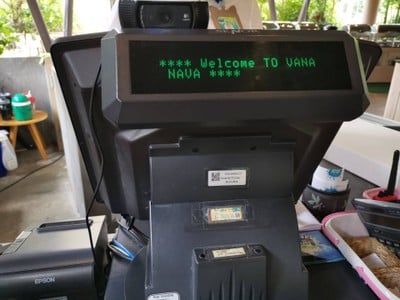 **** Welcome TO VANA
NAVA ****
EPSON